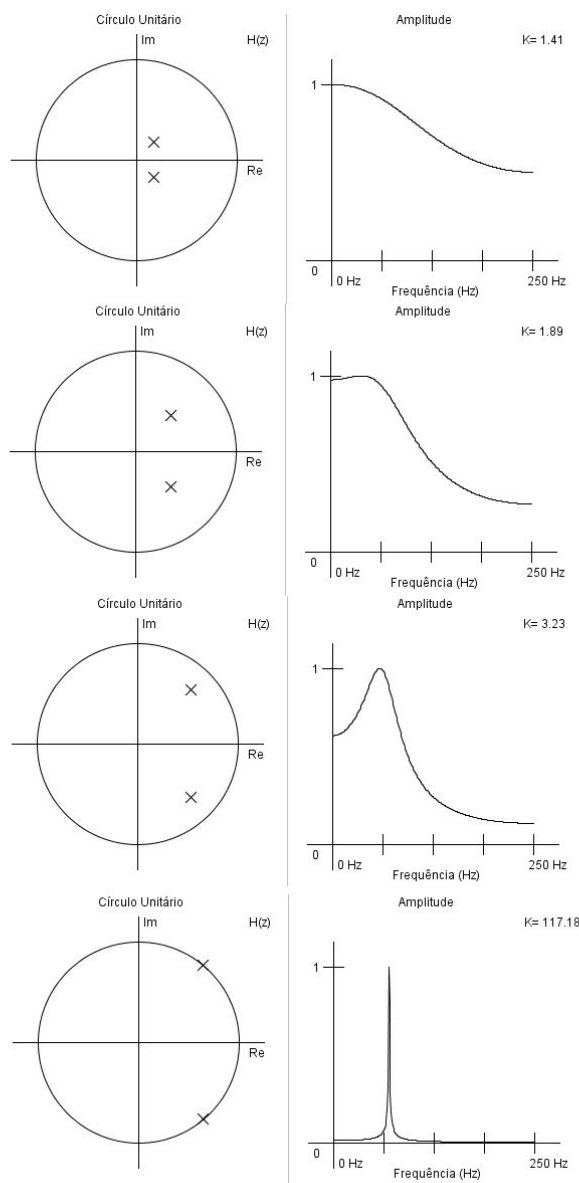 Círculo Unitário
Im
H(z)
Re
Amplitude
K= 1.41
1
0
0 Hz
250 Hz
Frequência (Hz)
Círculo Unitário
Im
H(z)
Re
Amplitude
K= 1.89
1
0
0 Hz
250 Hz
Frequência (Hz)
Círculo Unitário
Im
H(z)
Re
Amplitude
K= 3.23
1
0
0 Hz
250 Hz
Frequência (Hz)
Círculo Unitário
Im
H(z)
Re
Amplitude
K= 117.18
1
0
0 Hz
250 Hz
Frequência (Hz)